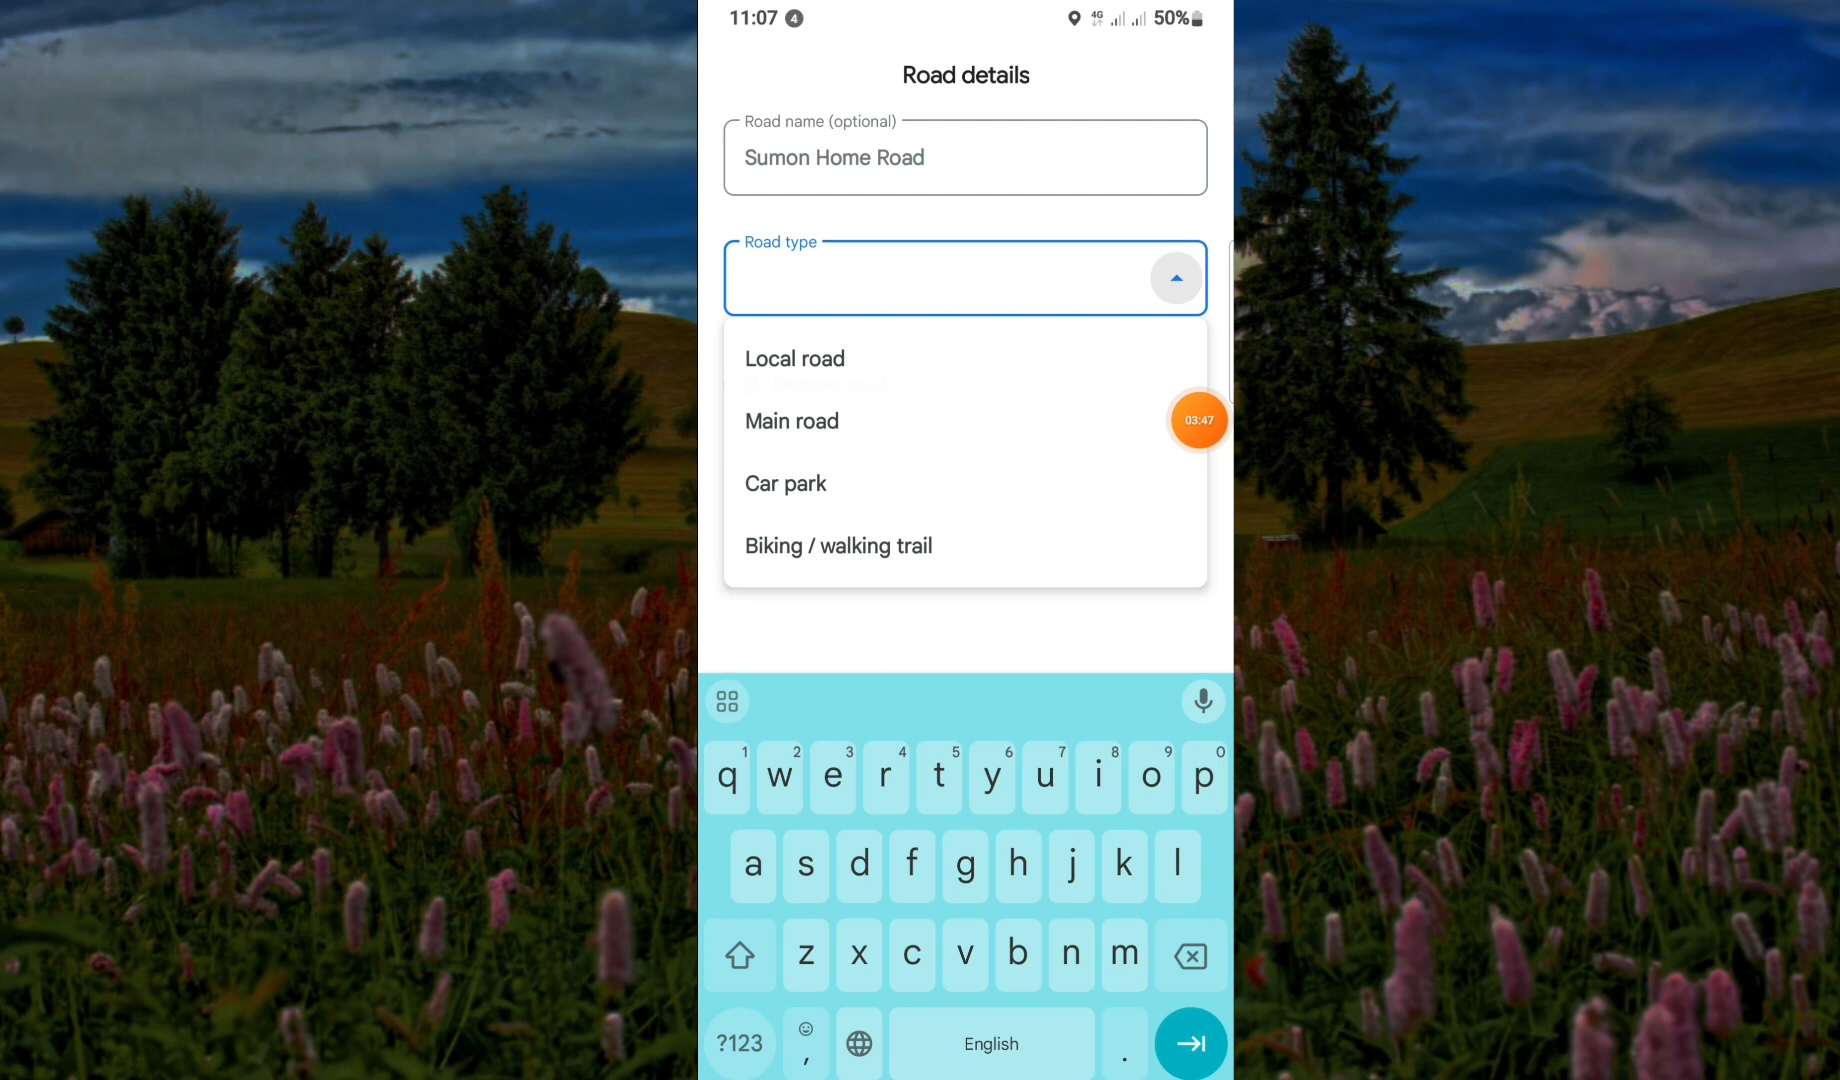 11:07 4 4G 50%
Road details
Road name (optional)
Sumon Home Road
Road type
Local road
Main road
03:47
Car park
Biking / walking trail
1 2 3 4 5 6 7 8 9 0
q w e r t y u i o p
a s d f g h j k l
z x c v b n m
?123 , English .